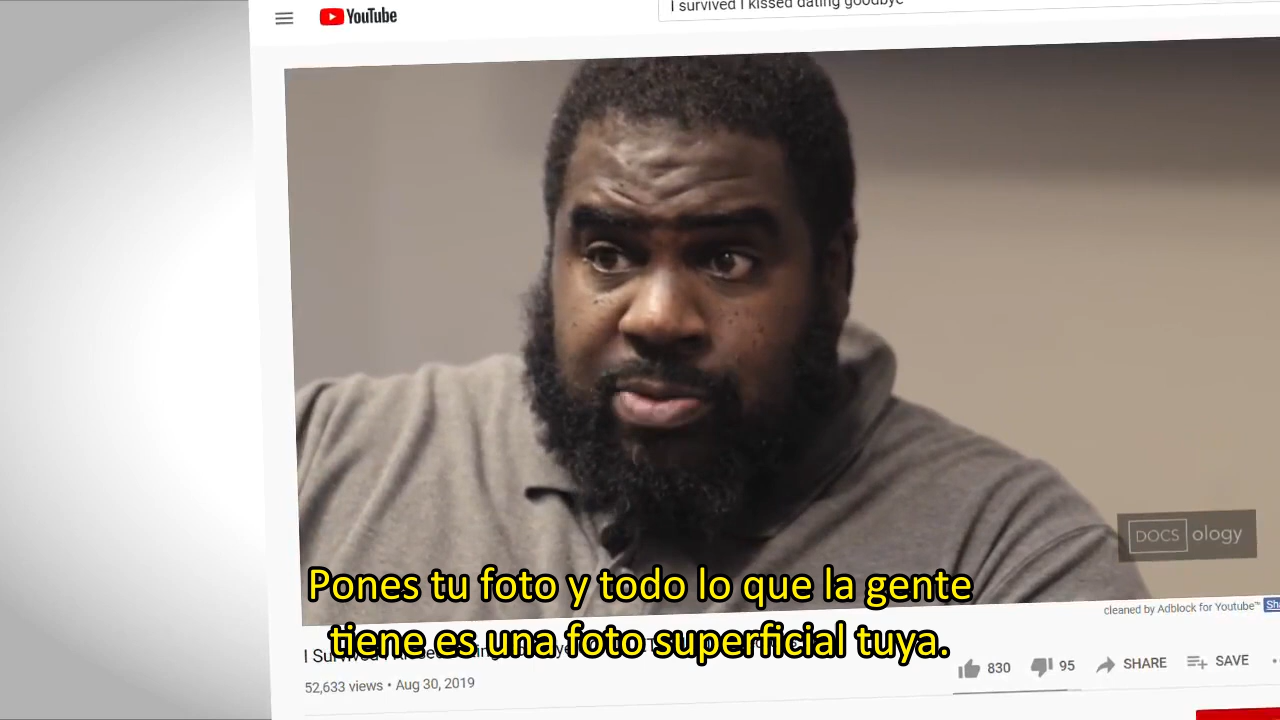 YouTube
I survived I kissed dating goodbye
DOCS ology
Pones tu foto y todo lo que la gente
tiene es una foto superficial tuya.
cleaned by Adblock for Youtube™
I
52,633 views • Aug 30, 2019
830 95 SHARE SAVE